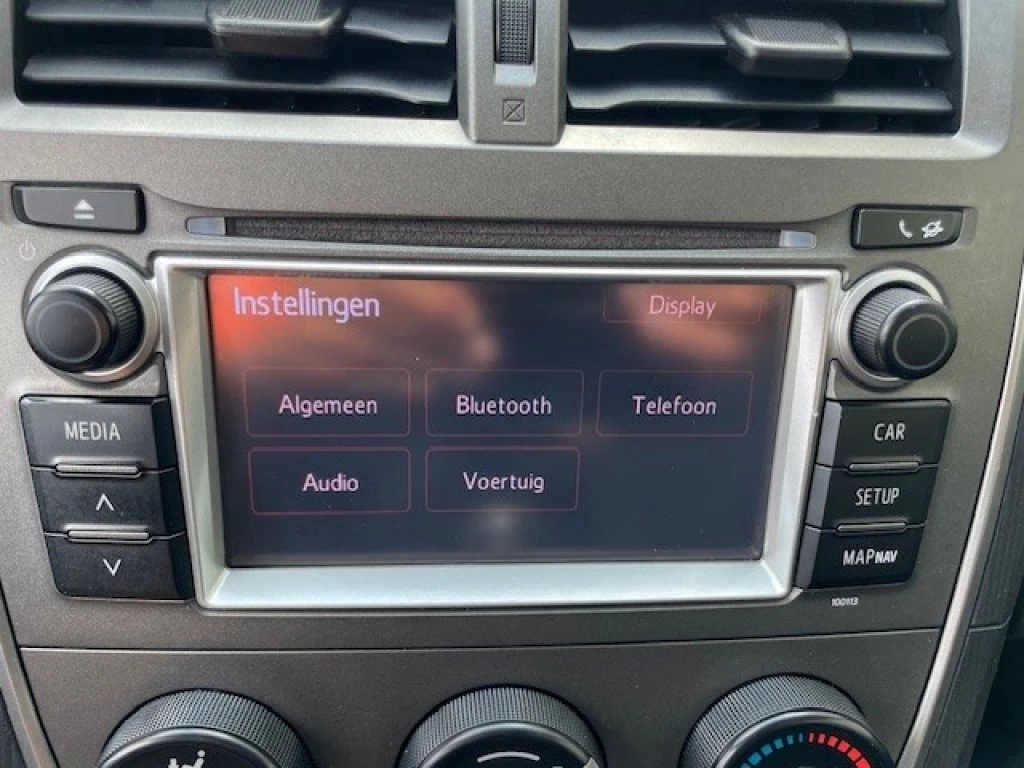 Instellingen
Display
Algemeen
Bluetooth
Telefoon
Audio
Voertuig
MEDIA
CAR
SETUP
MAPNAV
100113